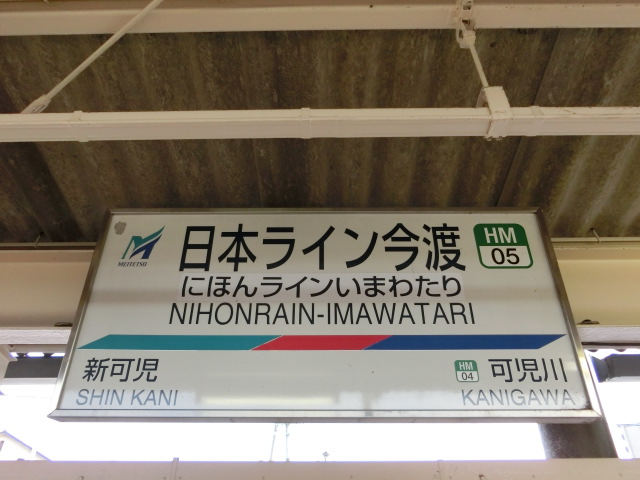 MEITETSU
日本ライン今渡
HM
05
にほんラインいまわたり
NIHONRAIN-IMAWATARI
新可児
SHIN KANI
HM
04
可児川
KANIGAWA